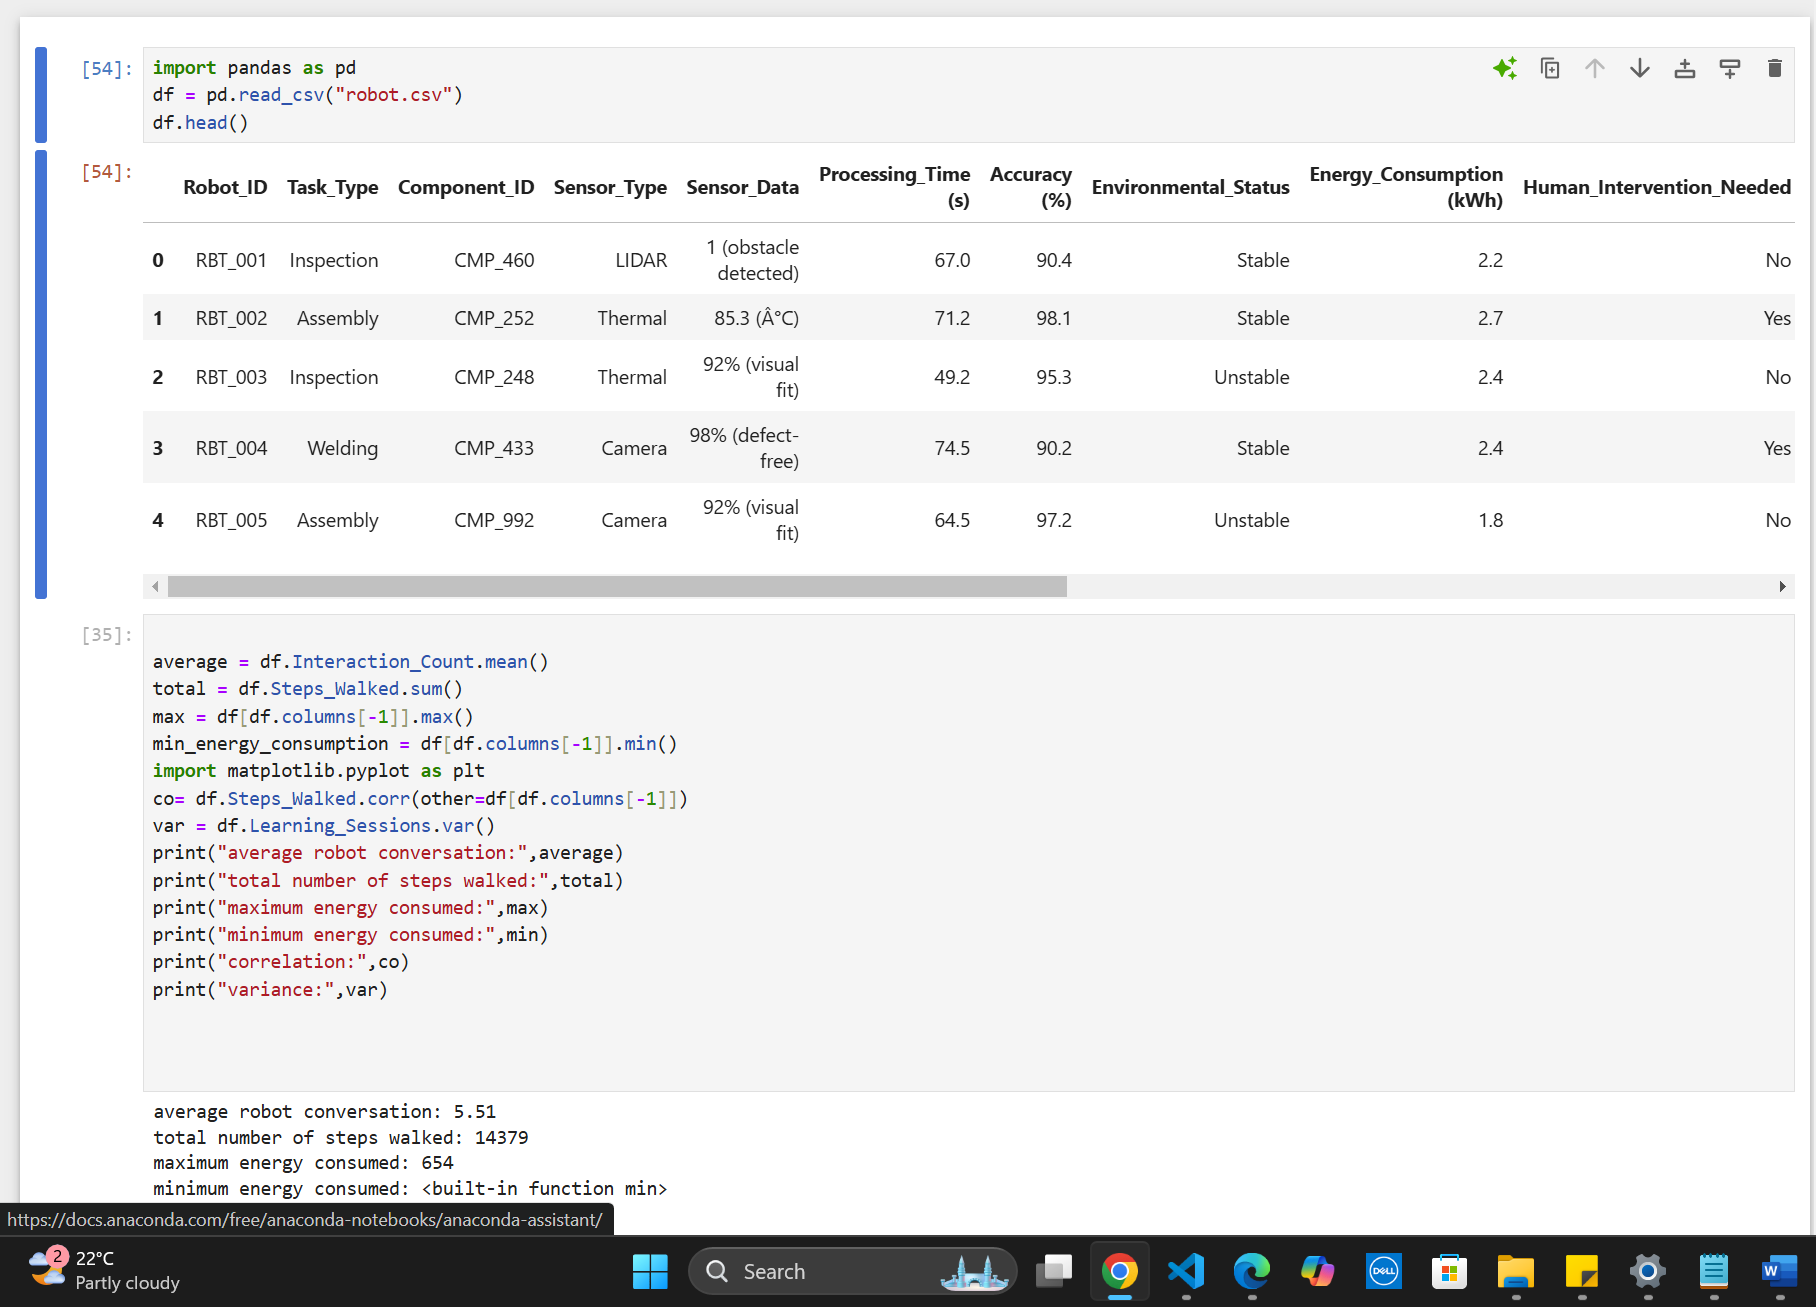 [54]:
import pandas as pd
df = pd.read_csv("robot.csv")
df.head()
[54]:
Robot_ID Task_Type Component_ID Sensor_Type Sensor_Data Processing_Time (s) Accuracy (%) Environmental_Status Energy_Consumption (kWh) Human_Intervention_Needed
0 RBT_001 Inspection CMP_460 LIDAR 1 (obstacle detected) 67.0 90.4 Stable 2.2 No
1 RBT_002 Assembly CMP_252 Thermal 85.3 (Â°C) 71.2 98.1 Stable 2.7 Yes
2 RBT_003 Inspection CMP_248 Thermal 92% (visual fit) 49.2 95.3 Unstable 2.4 No
3 RBT_004 Welding CMP_433 Camera 98% (defect-free) 74.5 90.2 Stable 2.4 Yes
4 RBT_005 Assembly CMP_992 Camera 92% (visual fit) 64.5 97.2 Unstable 1.8 No
[35]:
average = df.Interaction_Count.mean()
total = df.Steps_Walked.sum()
max = df[df.columns[-1]].max()
min_energy_consumption = df[df.columns[-1]].min()
import matplotlib.pyplot as plt
co= df.Steps_Walked.corr(other=df[df.columns[-1]])
var = df.Learning_Sessions.var()
print("average robot conversation:",average)
print("total number of steps walked:",total)
print("maximum energy consumed:",max)
print("minimum energy consumed:",min)
print("correlation:",co)
print("variance:",var)
average robot conversation: 5.51
total number of steps walked: 14379
maximum energy consumed: 654
minimum energy consumed: <built-in function min>
https://docs.anaconda.com/free/anaconda-notebooks/anaconda-assistant/
2
22°C
Partly cloudy
Search
DELL
W